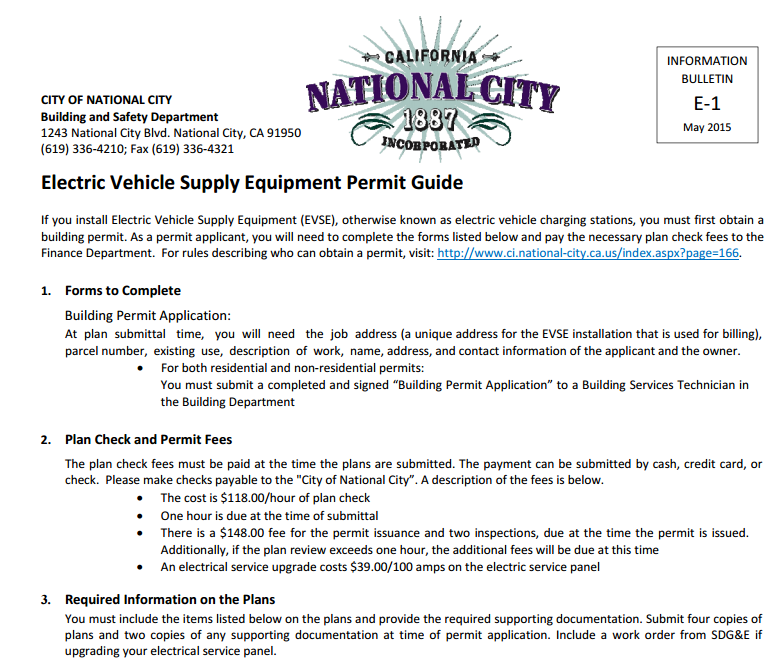 CALIFORNIA
NATIONAL CITY
1887
INCORPORATED
INFORMATION
BULLETIN
E-1
May 2015
CITY OF NATIONAL CITY
Building and Safety Department
1243 National City Blvd. National City, CA 91950
(619) 336-4210; Fax (619) 336-4321
Electric Vehicle Supply Equipment Permit Guide
If you install Electric Vehicle Supply Equipment (EVSE), otherwise known as electric vehicle charging stations, you must first obtain a
building permit. As a permit applicant, you will need to complete the forms listed below and pay the necessary plan check fees to the
Finance Department. For rules describing who can obtain a permit, visit: http://www.ci.national-city.ca.us/index.aspx?page=166.
1. Forms to Complete
Building Permit Application:
At plan submittal time, you will need the job address (a unique address for the EVSE installation that is used for billing),
parcel number, existing use, description of work, name, address, and contact information of the applicant and the owner.
• For both residential and non-residential permits:
You must submit a completed and signed “Building Permit Application” to a Building Services Technician in
the Building Department
2. Plan Check and Permit Fees
The plan check fees must be paid at the time the plans are submitted. The payment can be submitted by cash, credit card, or
check. Please make checks payable to the "City of National City”. A description of the fees is below.
• The cost is $118.00/hour of plan check
• One hour is due at the time of submittal
• There is a $148.00 fee for the permit issuance and two inspections, due at the time the permit is issued.
Additionally, if the plan review exceeds one hour, the additional fees will be due at this time
• An electrical service upgrade costs $39.00/100 amps on the electric service panel
3. Required Information on the Plans
You must include the items listed below on the plans and provide the required supporting documentation. Submit four copies of
plans and two copies of any supporting documentation at time of permit application. Include a work order from SDG&E if
upgrading your electrical service panel.